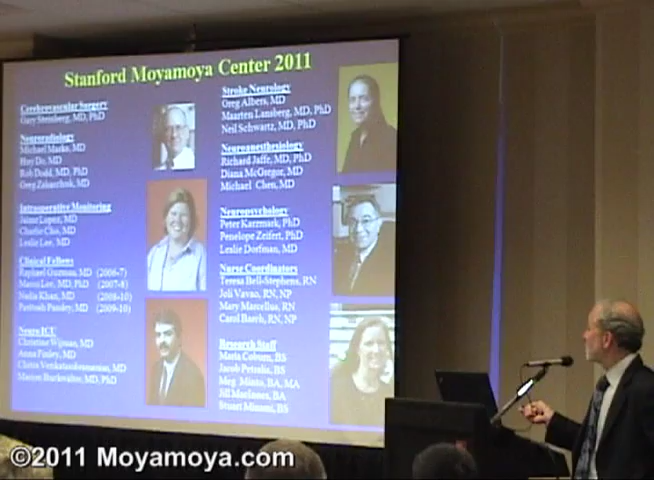 Stanford Moyamoya Center 2011
Cerebrovascular Surgery
Gary Steinberg, MD, PhD
Neuroradiology
Michael Marks, MD
Huy Do, MD
Rob Dodd, MD, PhD
Greg Zaharchuk, MD
Intraoperative Monitoring
Jaime Lopez, MD
Charlie Cho, MD
Leslie Lee, MD
Clinical Fellows
Raphael Guzman, MD (2006-7)
Marco Lee, MD, PhD (2007-8)
Nadia Khan, MD (2008-10)
Paritosh Pandey, MD (2009-10)
Neuro ICU
Christine Wijman, MD
Anna Finley, MD
Chitra Venkatasubramanian, MD
Marion Buckwalter, MD, PhD
Stroke Neurology
Greg Albers, MD
Maarten Lansberg, MD, PhD
Neil Schwartz, MD, PhD
Neuroanesthesiology
Richard Jaffe, MD, PhD
Diana McGregor, MD
Michael Chen, MD
Neuropsychology
Peter Karzmark, PhD
Penelope Zeifert, PhD
Leslie Dorfman, MD
Nurse Coordinators
Teresa Bell-Stephens, RN
Joli Vavao, RN, NP
Mary Marcellus, RN
Carol Barch, RN, NP
Research Staff
Maria Coburn, BS
Jacob Petralis, BS
Meg Minto, BA, MA
Jill BA
Stuart BS
©2011 Moyamoya.com